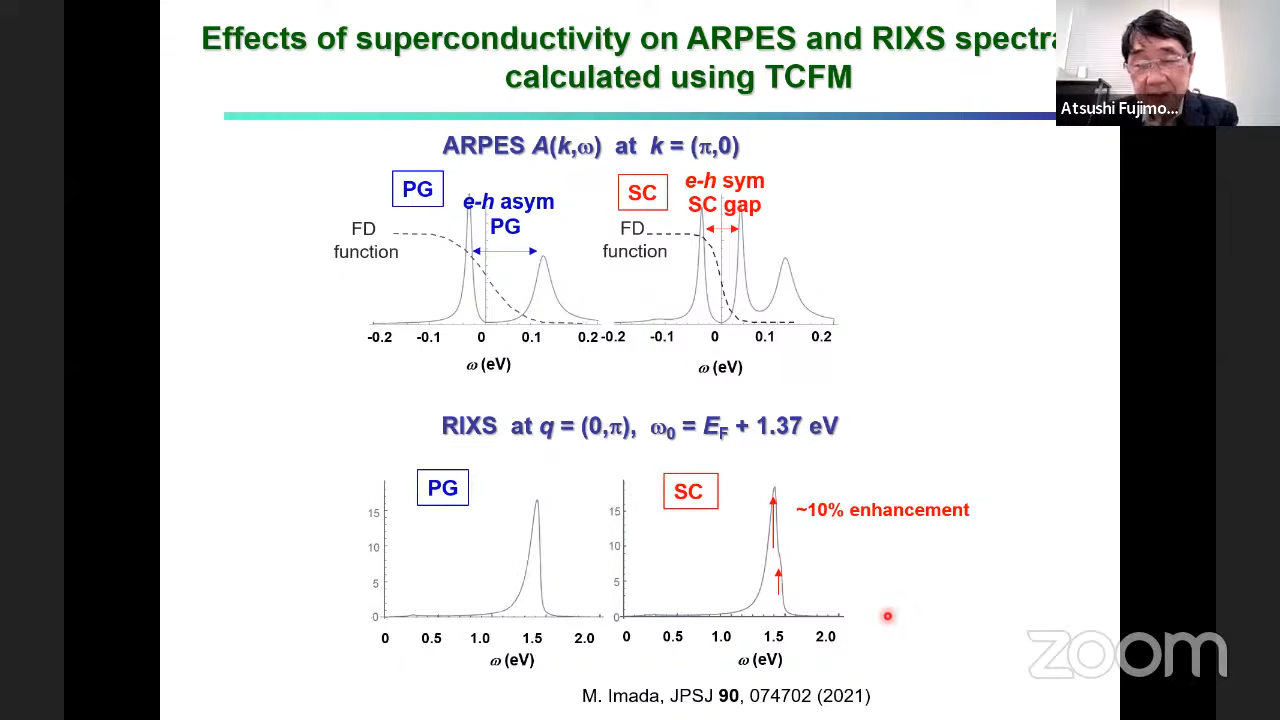 Effects of superconductivity on ARPES and RIXS spectra
calculated using TCFM
Atsushi Fujimo...
ARPES A(k,ω) at k = (π,0)
PG
e-h asym
PG
FD
function
-0.2 -0.1 0 0.1 0.2
ω (eV)
SC
e-h sym
SC gap
FD
function
-0.2 -0.1 0 0.1 0.2
ω (eV)
RIXS at q = (0,π), ω₀ = E_F + 1.37 eV
PG
15
10
5
0
0 0.5 1.0 1.5 2.0
ω (eV)
SC
~10% enhancement
15
10
5
0
0 0.5 1.0 1.5 2.0
ω (eV)
M. Imada, JPSJ 90, 074702 (2021)
zoom